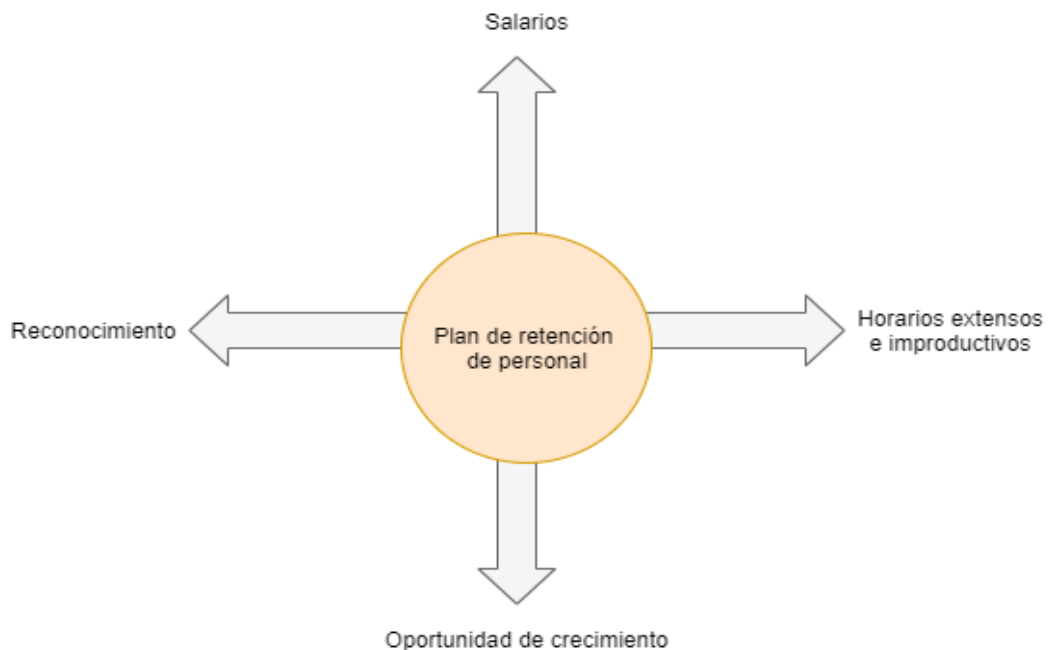 Salarios
Reconocimiento
Plan de retención
de personal
Horarios extensos
e improductivos
Oportunidad de crecimiento